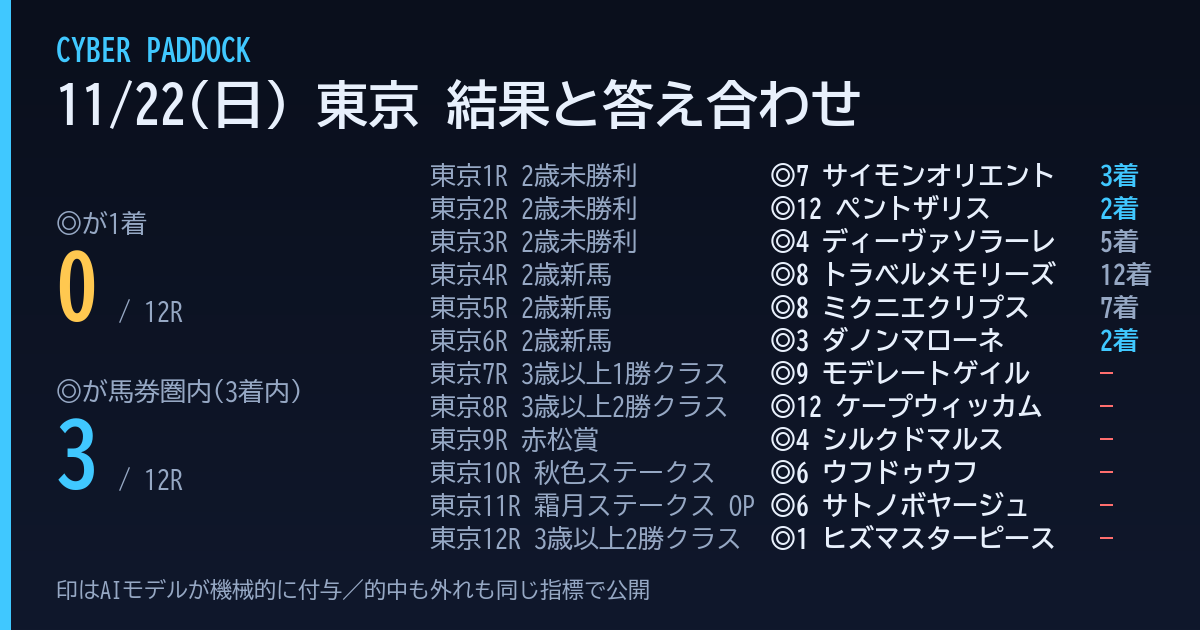 CYBER PADDOCK
11/22(日) 東京 結果と答え合わせ
◎が1着
0 / 12R
◎が馬券圏内(3着内)
3 / 12R
東京1R 2歳未勝利 ◎7 サイモンオリエント 3着
東京2R 2歳未勝利 ◎12 ペントザリス 2着
東京3R 2歳未勝利 ◎4 ディーヴァソラーレ 5着
東京4R 2歳新馬 ◎8 トラベルメモリーズ 12着
東京5R 2歳新馬 ◎8 ミクニエクリプス 7着
東京6R 2歳新馬 ◎3 ダノンマローネ 2着
東京7R 3歳以上1勝クラス ◎9 モデレートゲイル –
東京8R 3歳以上2勝クラス ◎12 ケープウィッカム –
東京9R 赤松賞 ◎4 シルクドマルス –
東京10R 秋色ステークス ◎6 ウフドゥウフ –
東京11R 霜月ステークス OP ◎6 サトノボヤージュ –
東京12R 3歳以上2勝クラス ◎1 ヒズマスターピース –
印はAIモデルが機械的に付与／的中も外れも同じ指標で公開